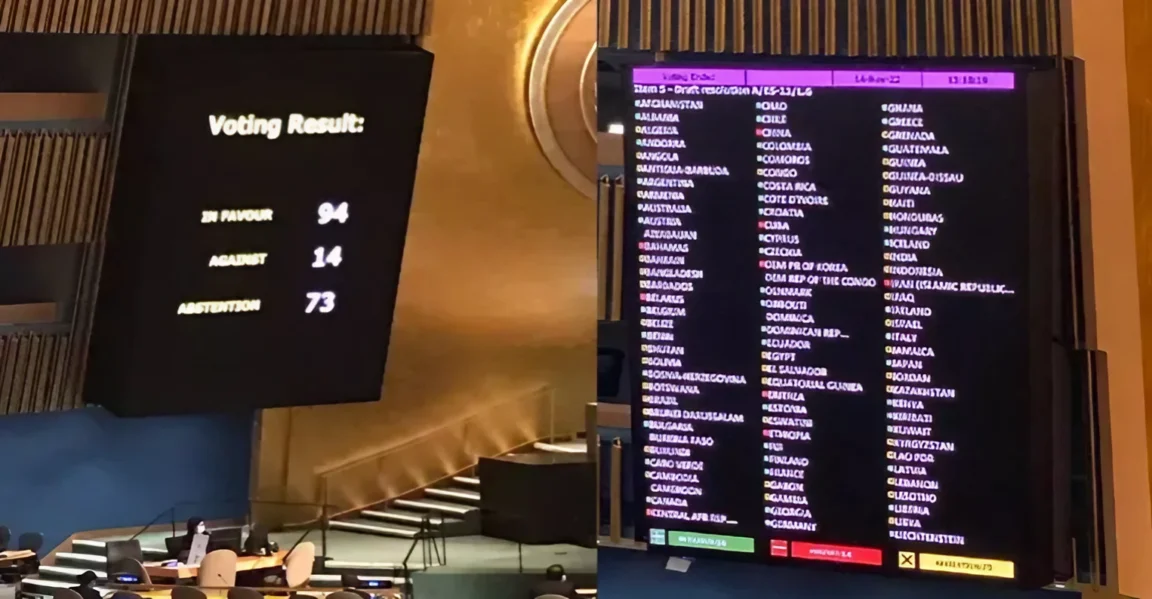 Voting Result:
IN FAVOUR 94
AGAINST 14
ABSTENTION 73
Voting Ended 14-Nov-22
Item 5 - Draft resolution A/ES-11/L.6
AFGHANISTAN
ALBANIA
ALGERIA
ANDORRA
ANGOLA
ANTIGUA-BARBUDA
ARGENTINA
ARMENIA
AUSTRALIA
AUSTRIA
AZERBAIJAN
BAHAMAS
BAHRAIN
BANGLADESH
BARBADOS
BELARUS
BELGIUM
BELIZE
BENIN
BHUTAN
BOLIVIA
BOSNIA-HERZEGOVINA
BOTSWANA
BRAZIL
BRUNEI DARUSSALAM
BULGARIA
BURKINA FASO
BURUNDI
CABO VERDE
CAMBODIA
CAMEROON
CANADA
CENTRAL AFR REP...
CHAD
CHILE
CHINA
COLOMBIA
COMOROS
CONGO
COSTA RICA
COTE D'IVOIRE
CROATIA
CUBA
CYPRUS
CZECHIA
DEM PR OF KOREA
DEM REP OF THE CONGO
DENMARK
DJIBOUTI
DOMINICA
DOMINICAN REP...
ECUADOR
EGYPT
EL SALVADOR
EQUATORIAL GUINEA
ERITREA
ESTONIA
ESWATINI
ETHIOPIA
FIJI
FINLAND
FRANCE
GABON
GAMBIA
GEORGIA
GERMANY
GHANA
GREECE
GRENADA
GUATEMALA
GUINEA
GUINEA-BISSAU
GUYANA
HAITI
HONDURAS
HUNGARY
ICELAND
INDIA
INDONESIA
IRAN (ISLAMIC REPUBLIC...
IRAQ
IRELAND
ISRAEL
ITALY
JAMAICA
JAPAN
JORDAN
KAZAKHSTAN
KENYA
KIRIBATI
KUWAIT
KYRGYZSTAN
LAO PDR
LATVIA
LEBANON
LESOTHO
LIBERIA
LIBYA
LIECHTENSTEIN